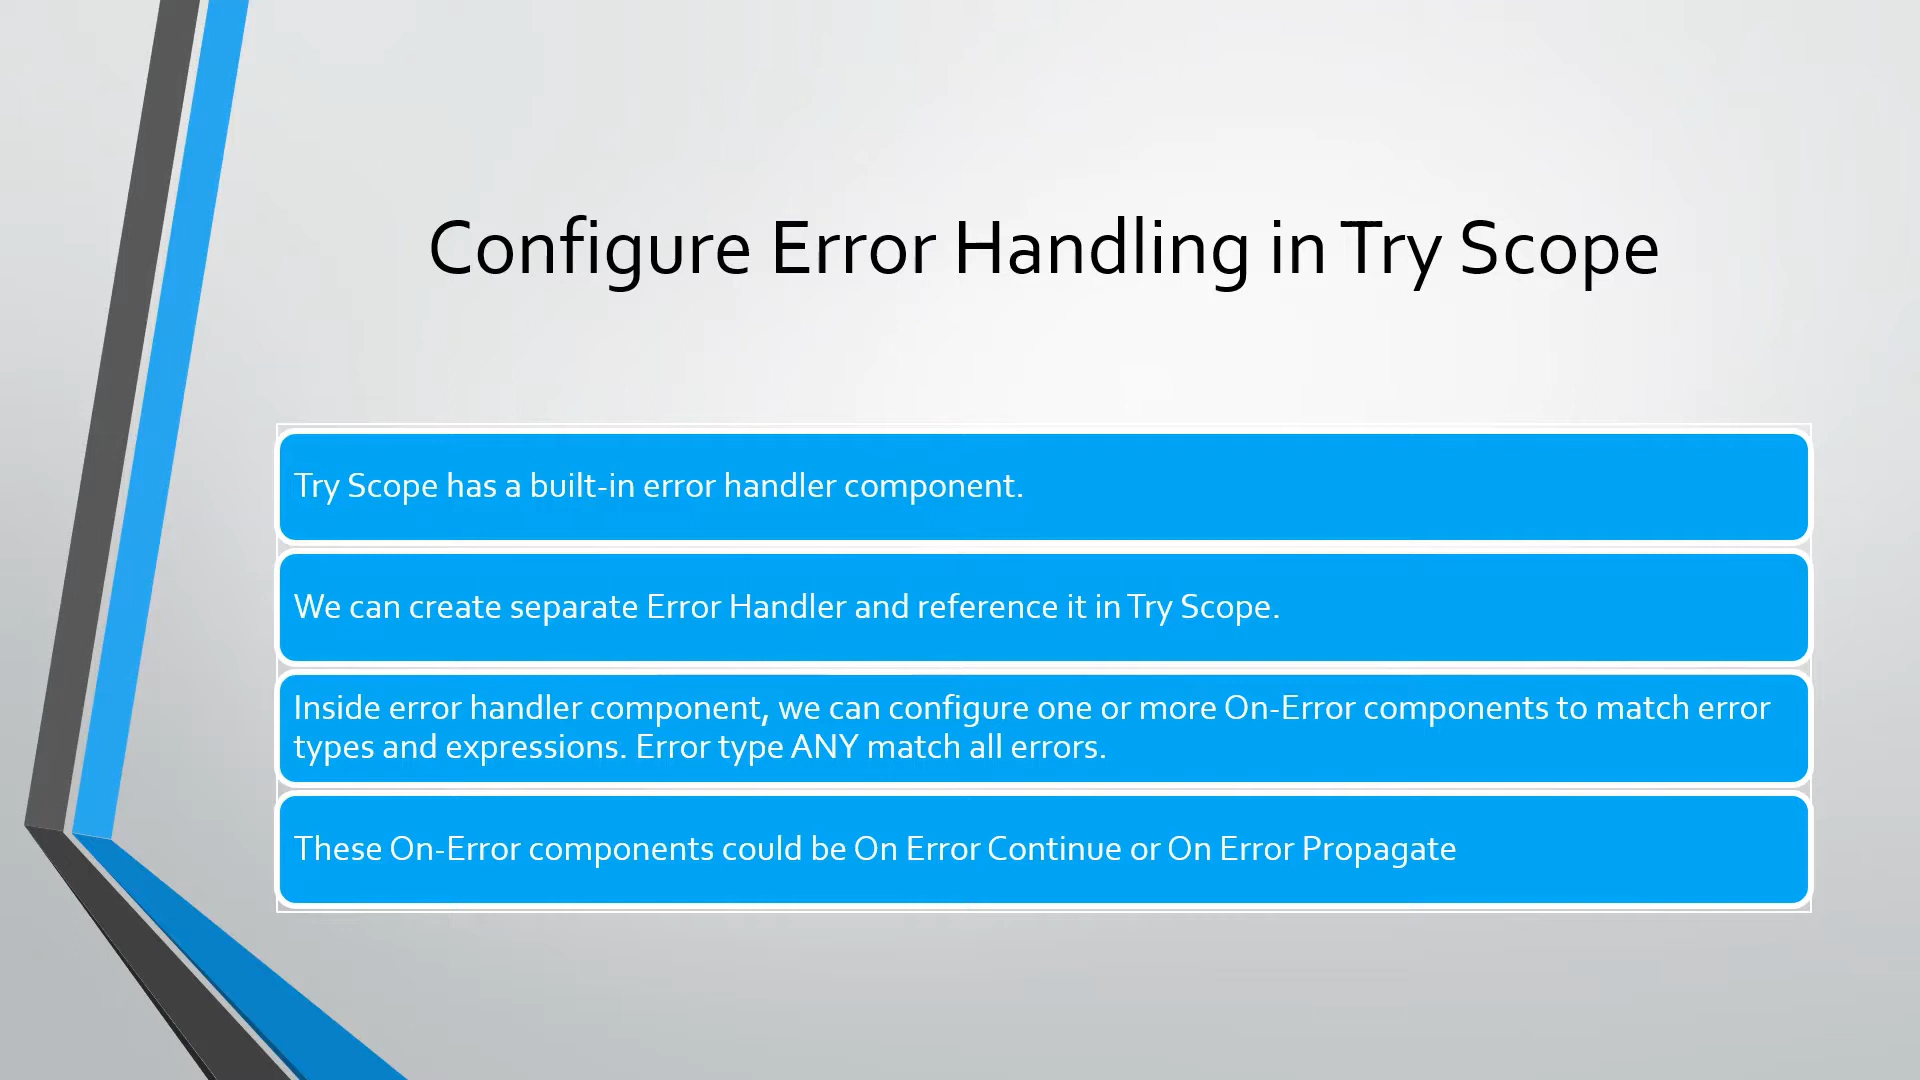 Configure Error Handling in Try Scope
Try Scope has a built-in error handler component.
We can create separate Error Handler and reference it in Try Scope.
Inside error handler component, we can configure one or more On-Error components to match error
types and expressions. Error type ANY match all errors.
These On-Error components could be On Error Continue or On Error Propagate